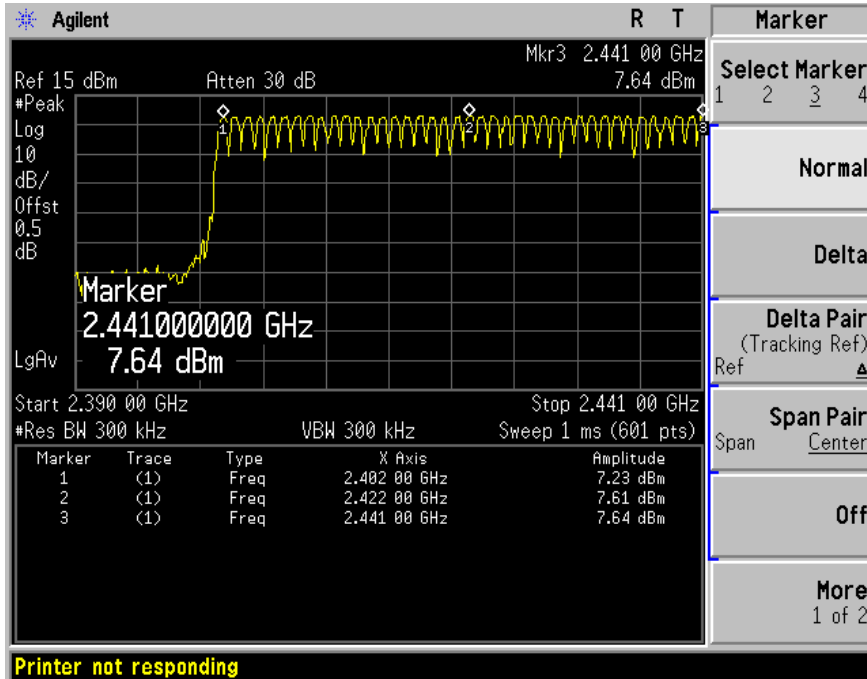 Agilent R T
Mkr3 2.441 00 GHz
Ref 15 dBm Atten 30 dB 7.64 dBm
#Peak
Log
10
dB/
Offst
0.5
dB
LgAv
1 2 3
Marker
2.441000000 GHz
7.64 dBm
Start 2.390 00 GHz Stop 2.441 00 GHz
#Res BW 300 kHz VBW 300 kHz Sweep 1 ms (601 pts)
Marker Trace Type X Axis Amplitude
1 (1) Freq 2.402 00 GHz 7.23 dBm
2 (1) Freq 2.422 00 GHz 7.61 dBm
3 (1) Freq 2.441 00 GHz 7.64 dBm
Printer not responding
Marker
Select Marker
1 2 3 4
Normal
Delta
Delta Pair
(Tracking Ref)
Ref Δ
Span Pair
Span Center
Off
More
1 of 2